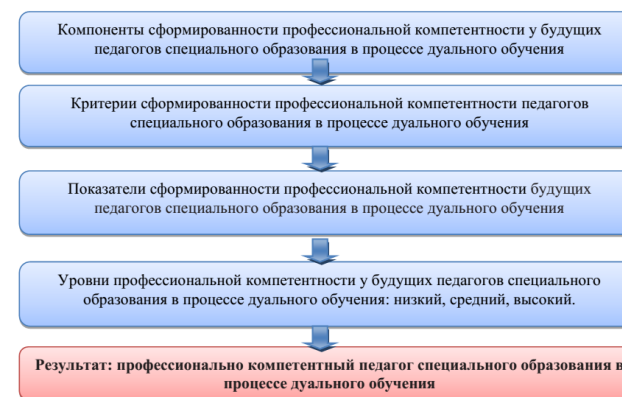 Компоненты сформированности профессиональной компетентности у будущих
педагогов специального образования в процессе дуального обучения
Критерии сформированности профессиональной компетентности педагогов
специального образования в процессе дуального обучения
Показатели сформированности профессиональной компетентности будущих
педагогов специального образования в процессе дуального обучения
Уровни профессиональной компетентности у будущих педагогов специального
образования в процессе дуального обучения: низкий, средний, высокий.
Результат: профессионально компетентный педагог специального образования в
процессе дуального обучения